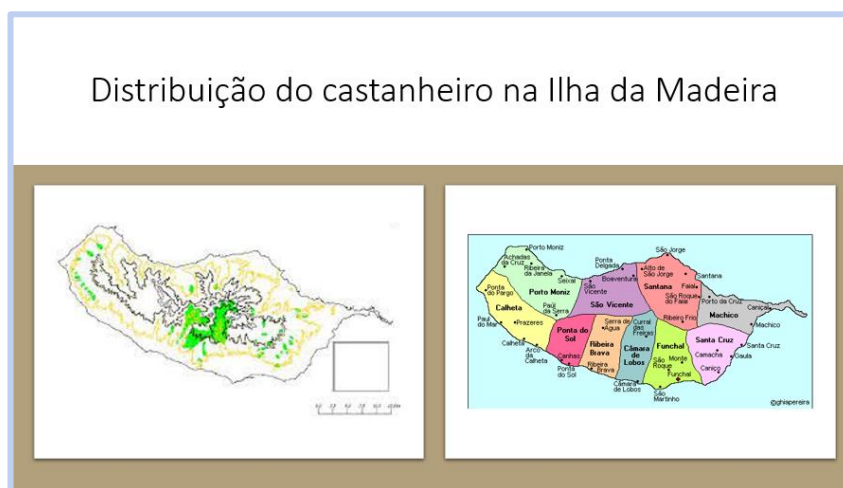 Distribuição do castanheiro na Ilha da Madeira
Porto Moniz
Achadas
da Cruz
Ribeira
da Janela
Seixal
Porto Moniz
Ponta
do Pargo
Calheta
Paul do Mar
Prazeres
Calheta
Arco
da
Calheta
Paúl
da Serra
Ponta
Delgada
Boaventura
São
Vicente
São Vicente
São Jorge
Alto de
São Jorge
Santana
Santana
Faial
São Roque
do Faial
Porto da Cruz
Caniçal
Machico
Machico
Ribeiro Frio
Ponta do
Sol
Canhas
Ponta
do Sol
Serra de
Água
Ribeira
Brava
Ribeira
Brava
Curral
das
Freiras
Câmara
de
Lobos
Câmara
de Lobos
Funchal
Monte
São
Roque
Funchal
São
Martinho
Santa Cruz
Santa Cruz
Camacha
Gaula
Caniço
©ghiapereira